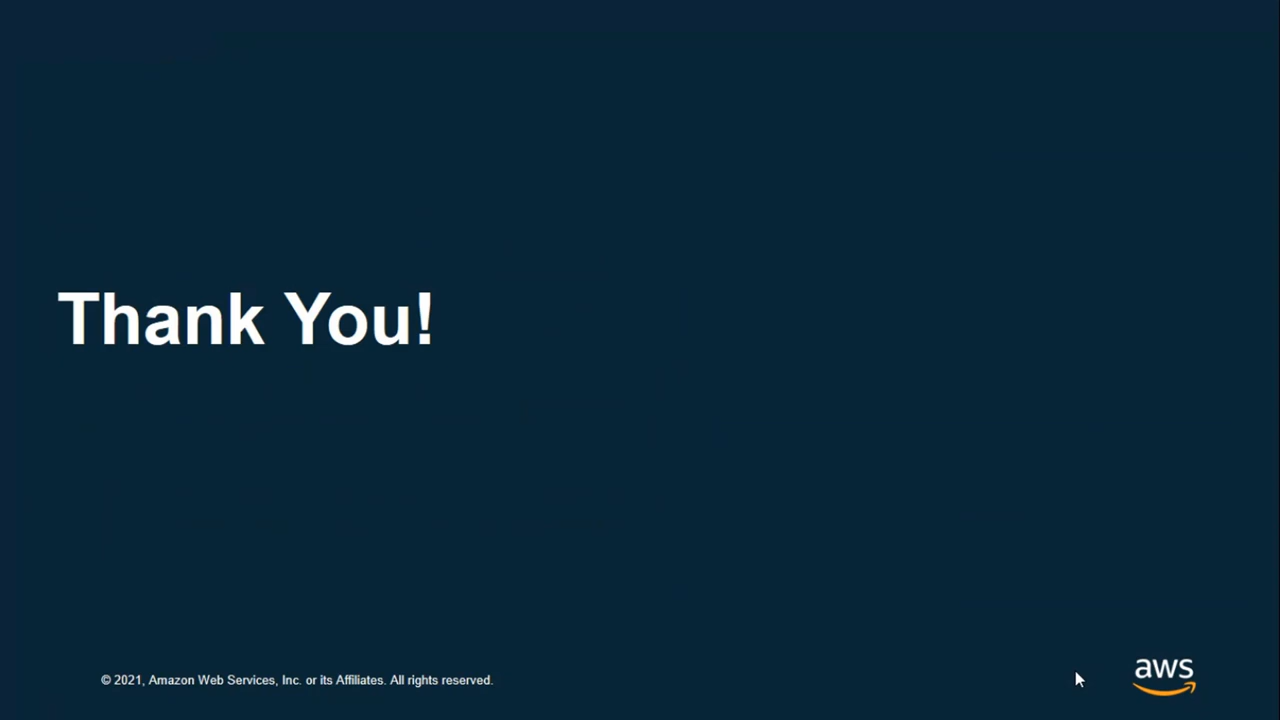 Thank You!
© 2021, Amazon Web Services, Inc. or its Affiliates. All rights reserved.
aws